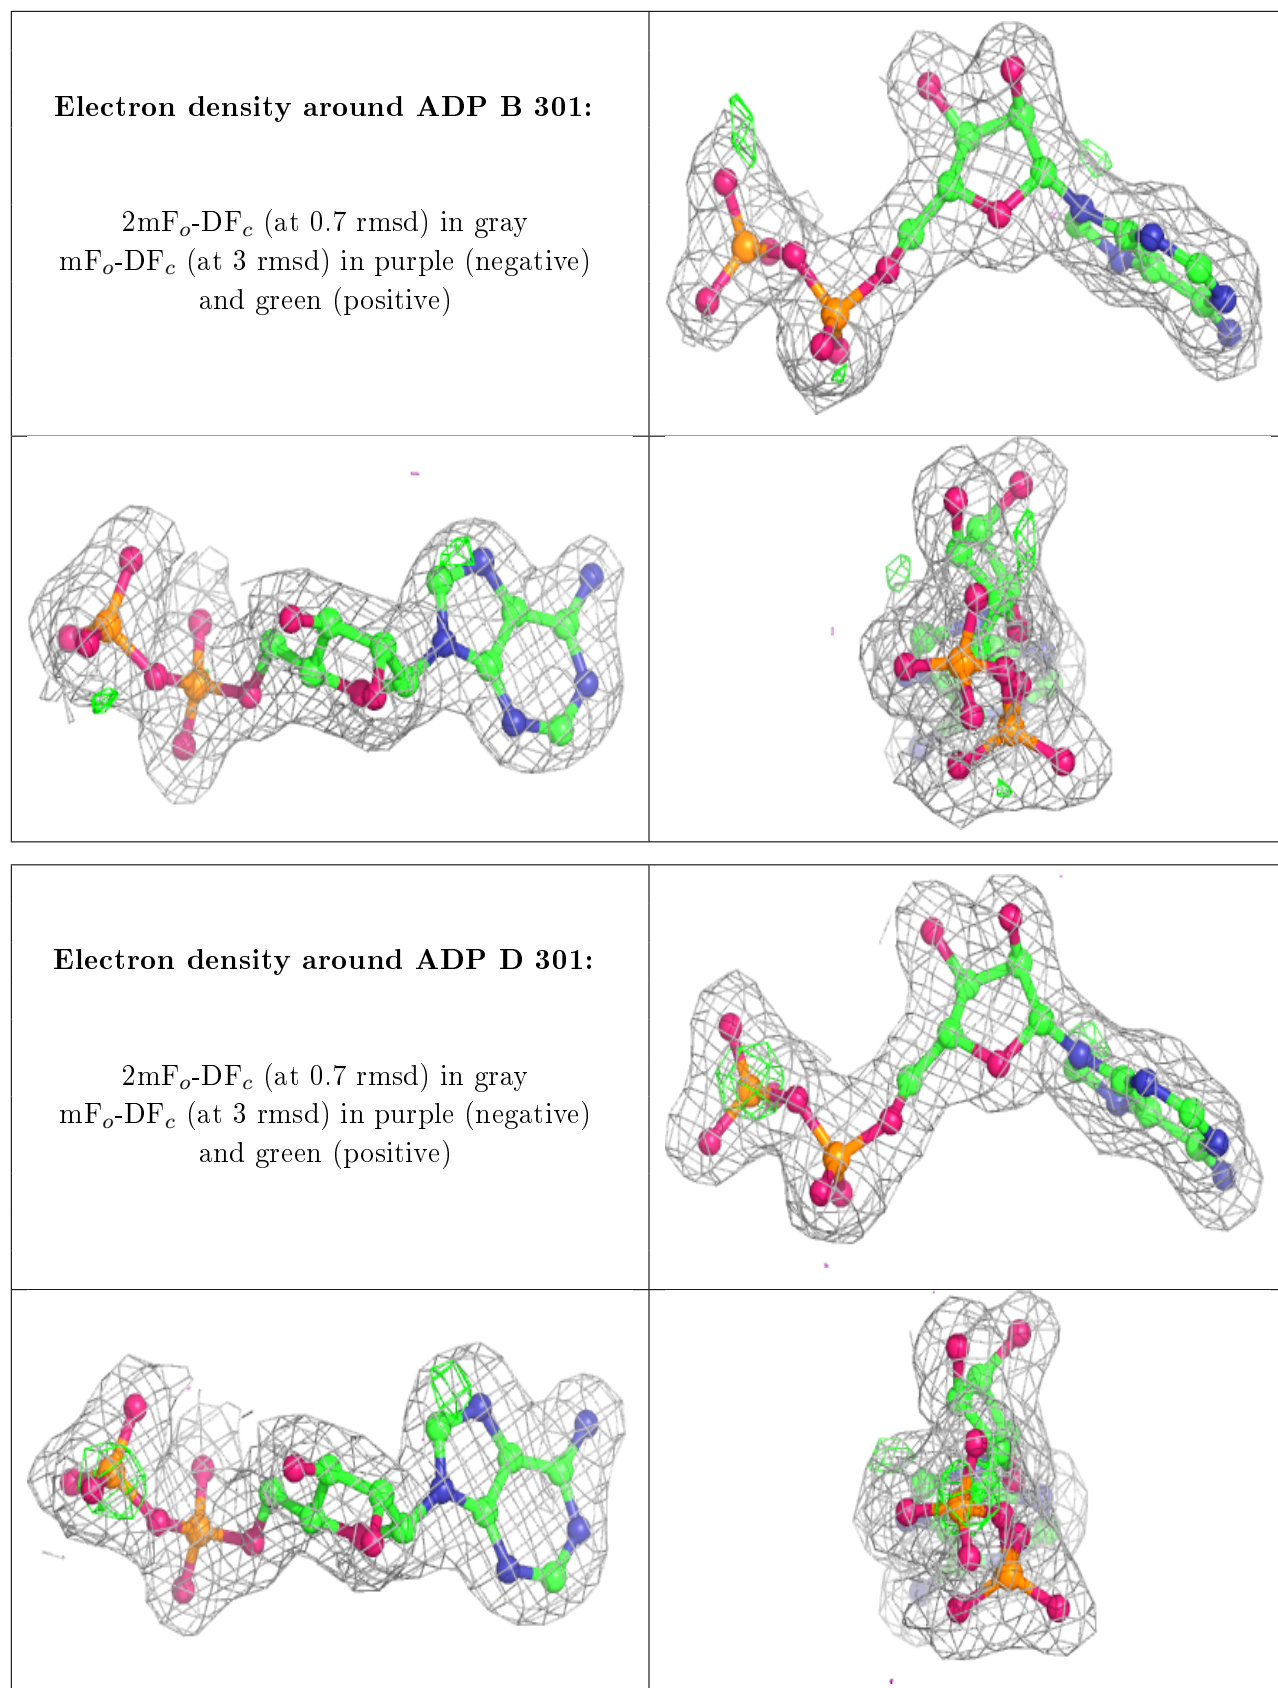 Electron density around ADP B 301:
2mFo-DFc (at 0.7 rmsd) in gray
mFo-DFc (at 3 rmsd) in purple (negative)
and green (positive)
Electron density around ADP D 301:
2mFo-DFc (at 0.7 rmsd) in gray
mFo-DFc (at 3 rmsd) in purple (negative)
and green (positive)